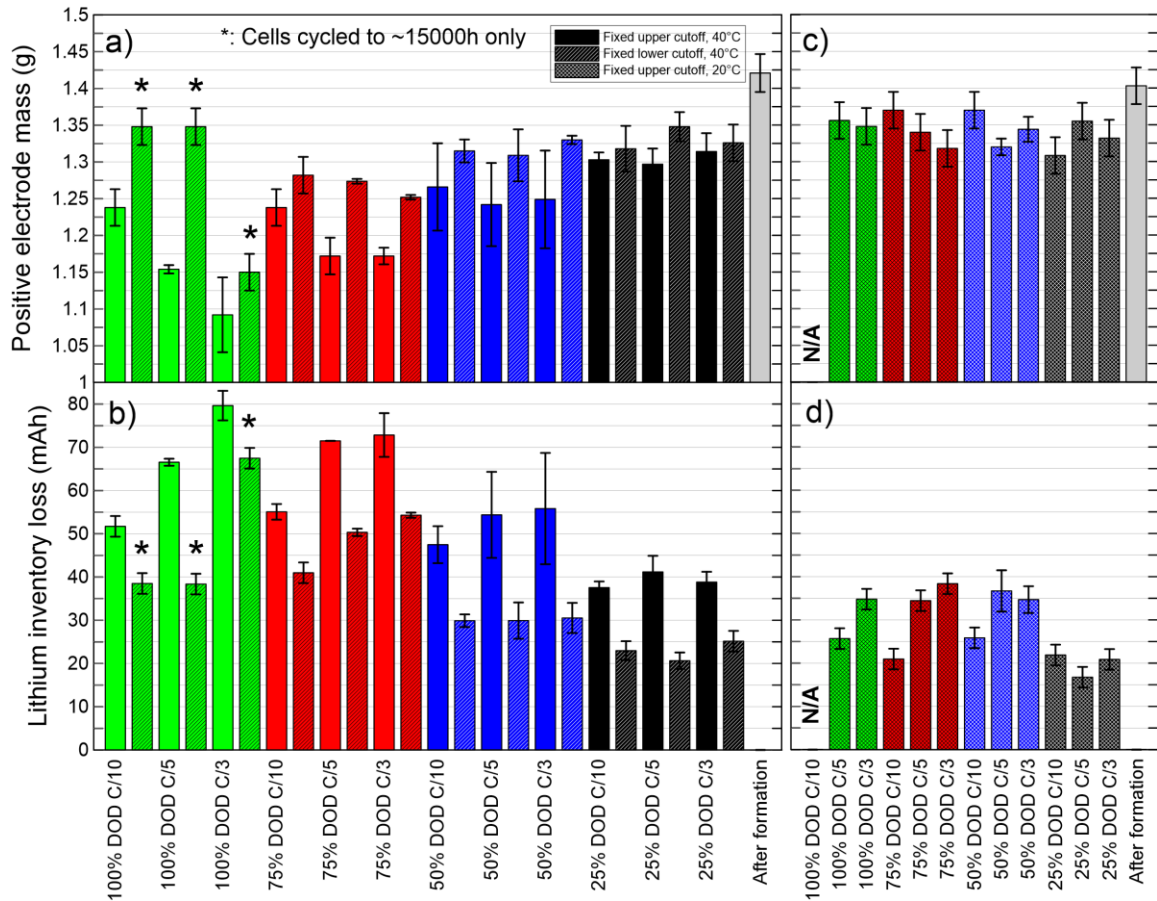 a)
*: Cells cycled to ~15000h only
Fixed upper cutoff, 40°C
Fixed lower cutoff, 40°C
Fixed upper cutoff, 20°C
c)
Positive electrode mass (g)
1.5
1.45
1.4
1.35
1.3
1.25
1.2
1.15
1.1
1.05
1
*
*
*
N/A
b)
d)
Lithium inventory loss (mAh)
80
70
60
50
40
30
20
10
0
*
*
*
N/A
100% DOD C/10
100% DOD C/5
100% DOD C/3
75% DOD C/10
75% DOD C/5
75% DOD C/3
50% DOD C/10
50% DOD C/5
50% DOD C/3
25% DOD C/10
25% DOD C/5
25% DOD C/3
After formation
100% DOD C/10
100% DOD C/5
100% DOD C/3
75% DOD C/10
75% DOD C/5
75% DOD C/3
50% DOD C/10
50% DOD C/5
50% DOD C/3
25% DOD C/10
25% DOD C/5
25% DOD C/3
After formation